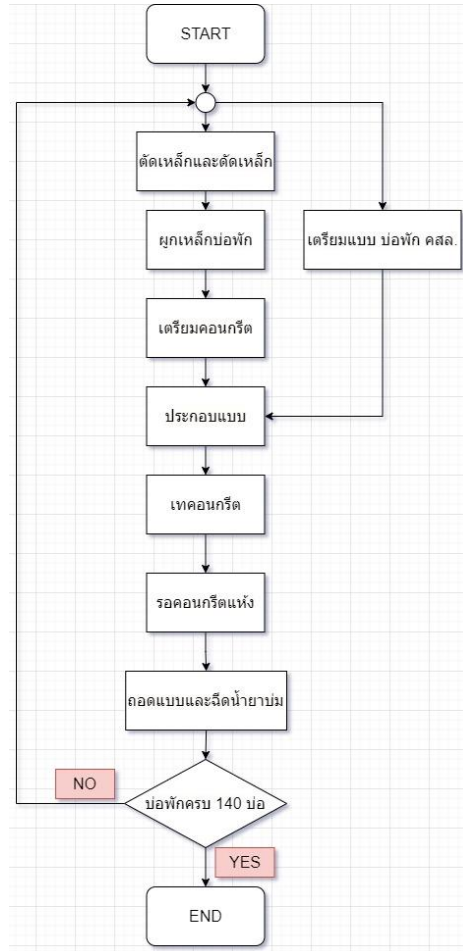 START
ตัดเหล็กและดัดเหล็ก
ผูกเหล็กบ่อพัก
เตรียมแบบ บ่อพัก คสล.
เตรียมคอนกรีต
ประกอบแบบ
เทคอนกรีต
รอคอนกรีตแห้ง
ถอดแบบและฉีดน้ำยาบ่ม
NO
บ่อพักครบ 140 บ่อ
YES
END